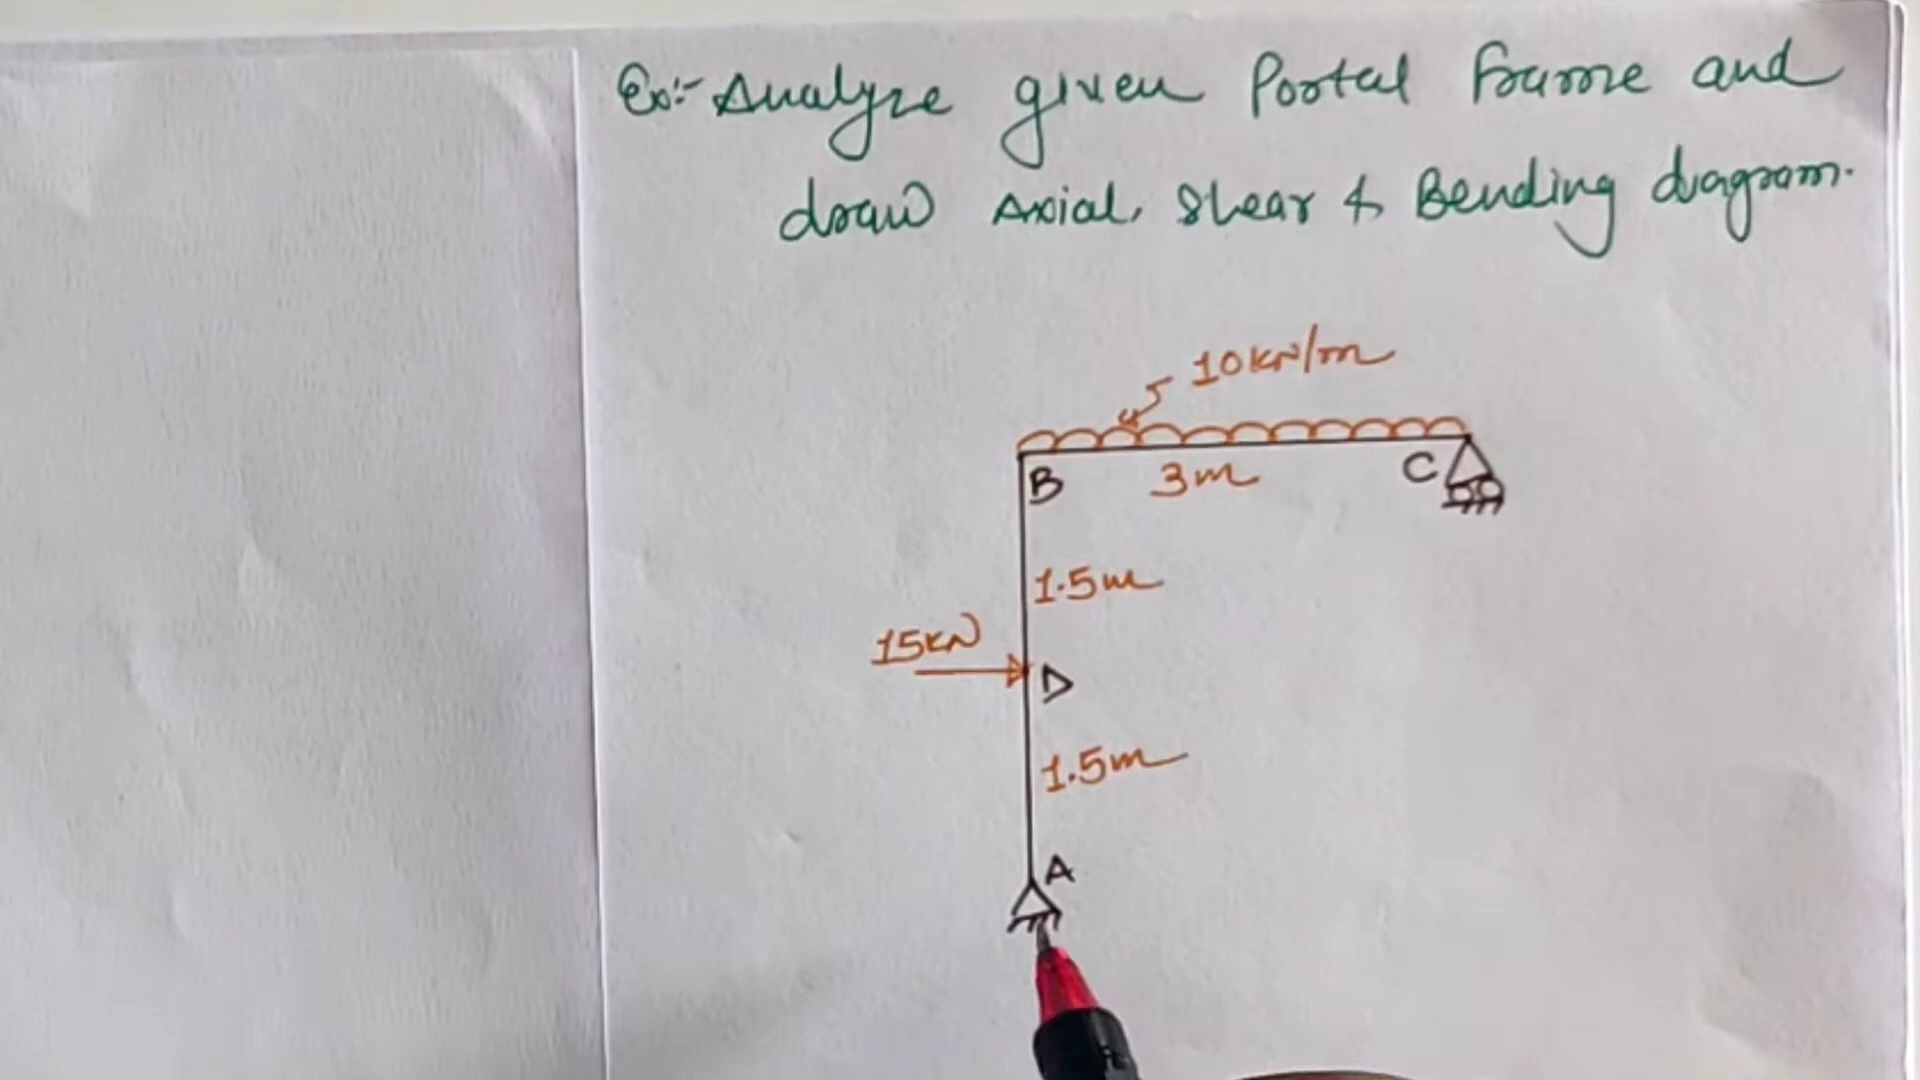 Ex:- Analyze given Portal Frame and
draw Axial, Shear & Bending diagram.
10kN/m
B
3m
C
1.5m
15kN
D
1.5m
A